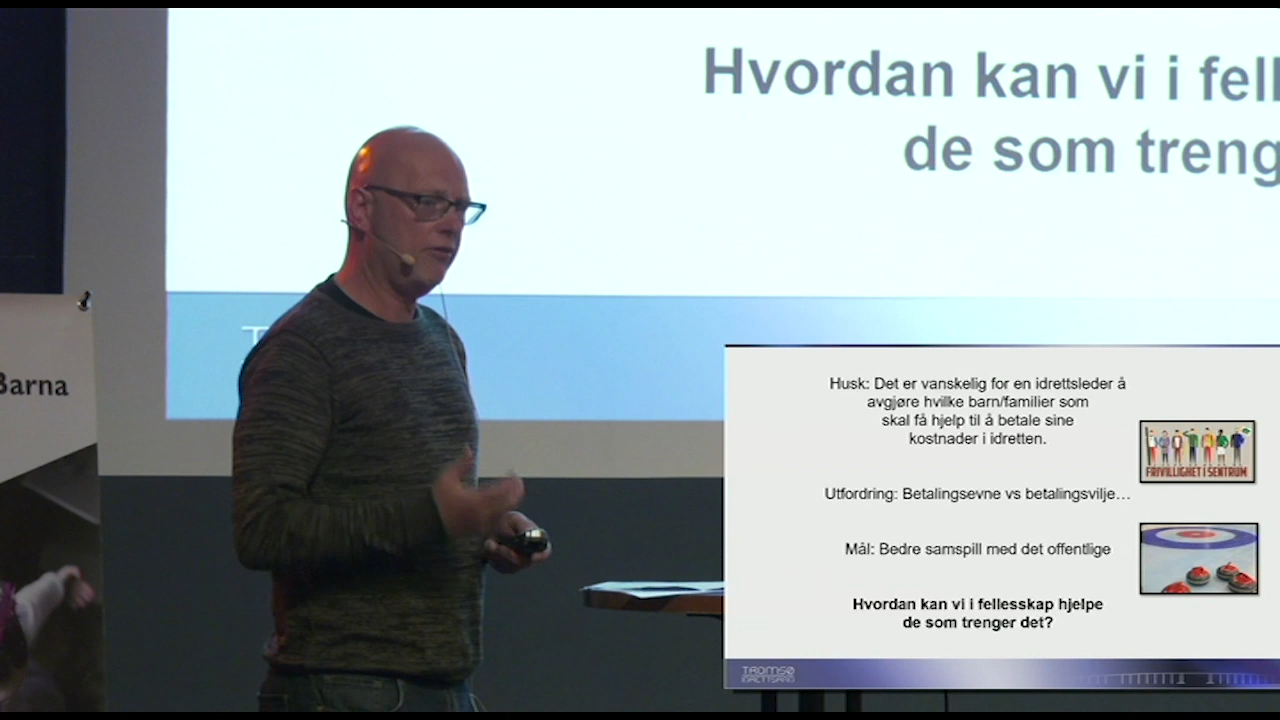 Hvordan kan vi i fell
de som treng
Barna
Husk: Det er vanskelig for en idrettsleder å
avgjøre hvilke barn/familier som
skal få hjelp til å betale sine
kostnader i idretten.
FRIVILLIGHET I SENTRUM
Utfordring: Betalingsevne vs betalingsvilje…
Mål: Bedre samspill med det offentlige
Hvordan kan vi i fellesskap hjelpe
de som trenger det?
TROMSØ
IDRETTSRÅD